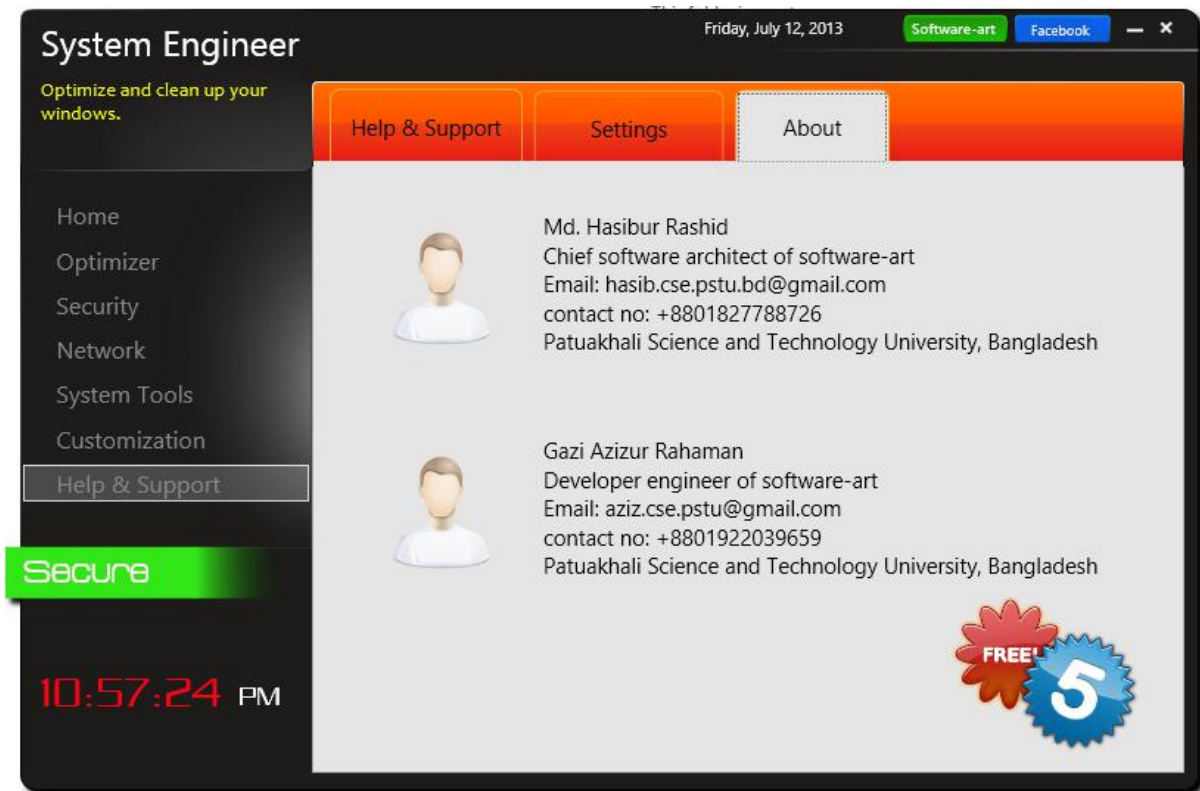 System Engineer
Friday, July 12, 2013
Software-art
Facebook
Optimize and clean up your
windows.
Help & Support
Settings
About
Home
Optimizer
Security
Network
System Tools
Customization
Help & Support
Secure
10:57:24 PM
Md. Hasibur Rashid
Chief software architect of software-art
Email: hasib.cse.pstu.bd@gmail.com
contact no: +8801827788726
Patuakhali Science and Technology University, Bangladesh
Gazi Azizur Rahaman
Developer engineer of software-art
Email: aziz.cse.pstu@gmail.com
contact no: +8801922039659
Patuakhali Science and Technology University, Bangladesh
FREE!
5